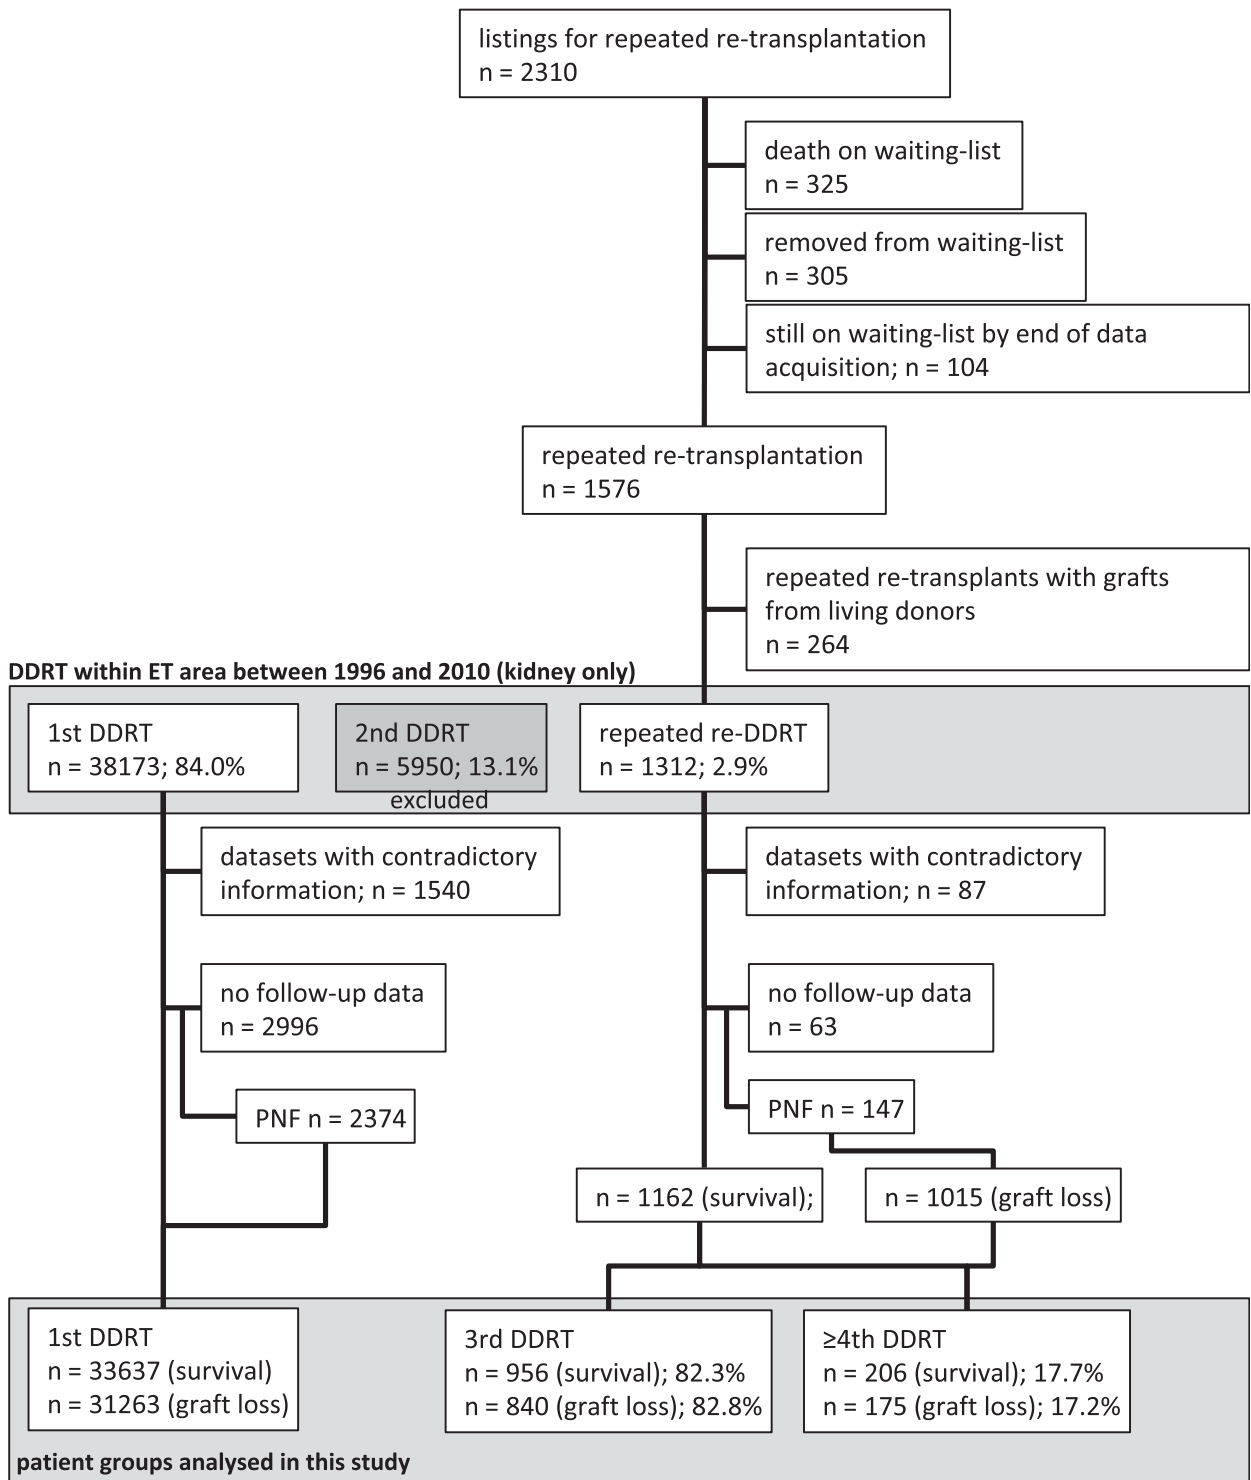 listings for repeated re-transplantation
n = 2310
death on waiting-list
n = 325
removed from waiting-list
n = 305
still on waiting-list by end of data
acquisition; n = 104
repeated re-transplantation
n = 1576
repeated re-transplants with grafts
from living donors
n = 264
DDRT within ET area between 1996 and 2010 (kidney only)
1st DDRT
n = 38173; 84.0%
2nd DDRT
n = 5950; 13.1%
excluded
repeated re-DDRT
n = 1312; 2.9%
datasets with contradictory
information; n = 1540
datasets with contradictory
information; n = 87
no follow-up data
n = 2996
no follow-up data
n = 63
PNF n = 2374
PNF n = 147
n = 1162 (survival);
n = 1015 (graft loss)
1st DDRT
n = 33637 (survival)
n = 31263 (graft loss)
3rd DDRT
n = 956 (survival); 82.3%
n = 840 (graft loss); 82.8%
≥4th DDRT
n = 206 (survival); 17.7%
n = 175 (graft loss); 17.2%
patient groups analysed in this study